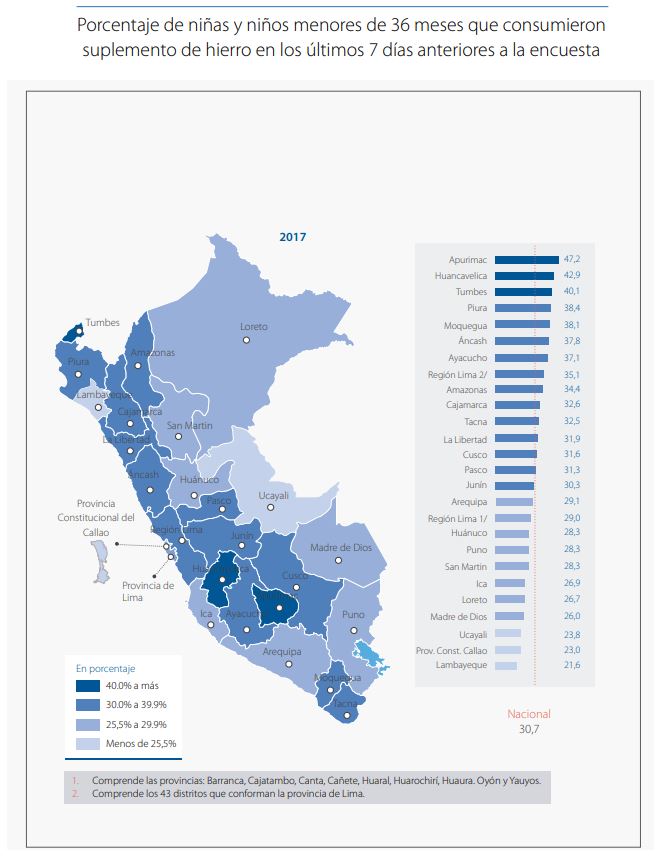 Porcentaje de niñas y niños menores de 36 meses que consumieron
suplemento de hierro en los últimos 7 días anteriores a la encuesta
2017
Tumbes
Loreto
Amazonas
Piura
Lambayeque
Cajamarca
San Martin
La Libertad
Áncash
Huánuco
Ucayali
Pasco
Provincia
Constitucional del
Callao
Región Lima
Junín
Madre de Dios
Provincia de
Lima
Cusco
Ica
Ayacucho
Puno
Arequipa
Moquegua
Tacna
Apurimac 47,2
Huancavelica 42,9
Tumbes 40,1
Piura 38,4
Moquegua 38,1
Áncash 37,8
Ayacucho 37,1
Región Lima 2/ 35,1
Amazonas 34,4
Cajamarca 32,6
Tacna 32,5
La Libertad 31,9
Cusco 31,6
Pasco 31,3
Junín 30,3
Arequipa 29,1
Región Lima 1/ 29,0
Huánuco 28,3
Puno 28,3
San Martin 28,3
Ica 26,9
Loreto 26,7
Madre de Dios 26,0
Ucayali 23,8
Prov. Const. Callao 23,0
Lambayeque 21,6
Nacional
30,7
En porcentaje
40.0% a más
30.0% a 39.9%
25,5% a 29.9%
Menos de 25,5%
1. Comprende las provincias: Barranca, Cajatambo, Canta, Cañete, Huaral, Huarochirí, Huaura. Oyón y Yauyos.
2. Comprende los 43 distritos que conforman la provincia de Lima.